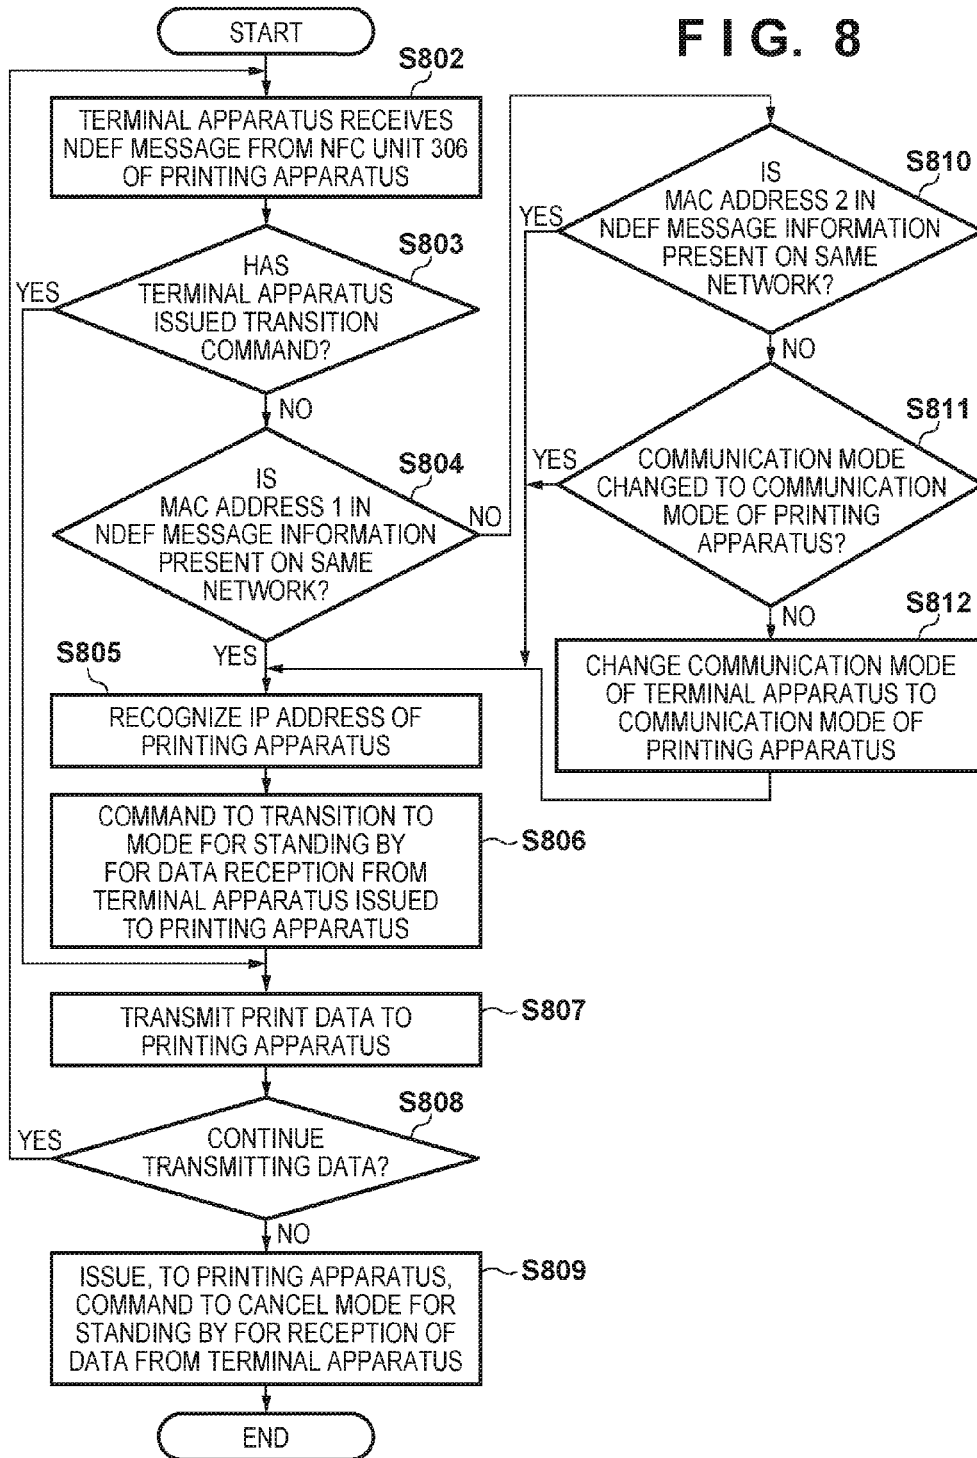 FIG. 8
START
S802
TERMINAL APPARATUS RECEIVES
NDEF MESSAGE FROM NFC UNIT 306
OF PRINTING APPARATUS
S803
YES
HAS
TERMINAL APPARATUS
ISSUED TRANSITION
COMMAND?
NO
S804
IS
MAC ADDRESS 1 IN
NDEF MESSAGE INFORMATION
PRESENT ON SAME
NETWORK?
NO
YES
S805
RECOGNIZE IP ADDRESS OF
PRINTING APPARATUS
COMMAND TO TRANSITION TO
MODE FOR STANDING BY
FOR DATA RECEPTION FROM
TERMINAL APPARATUS ISSUED
TO PRINTING APPARATUS
S806
TRANSMIT PRINT DATA TO
PRINTING APPARATUS
S807
S808
YES
CONTINUE
TRANSMITTING DATA?
NO
ISSUE, TO PRINTING APPARATUS,
COMMAND TO CANCEL MODE FOR
STANDING BY FOR RECEPTION OF
DATA FROM TERMINAL APPARATUS
S809
END
S810
YES
IS
MAC ADDRESS 2 IN
NDEF MESSAGE INFORMATION
PRESENT ON SAME
NETWORK?
NO
S811
YES
COMMUNICATION MODE
CHANGED TO COMMUNICATION
MODE OF PRINTING
APPARATUS?
NO
S812
CHANGE COMMUNICATION MODE
OF TERMINAL APPARATUS TO
COMMUNICATION MODE OF
PRINTING APPARATUS